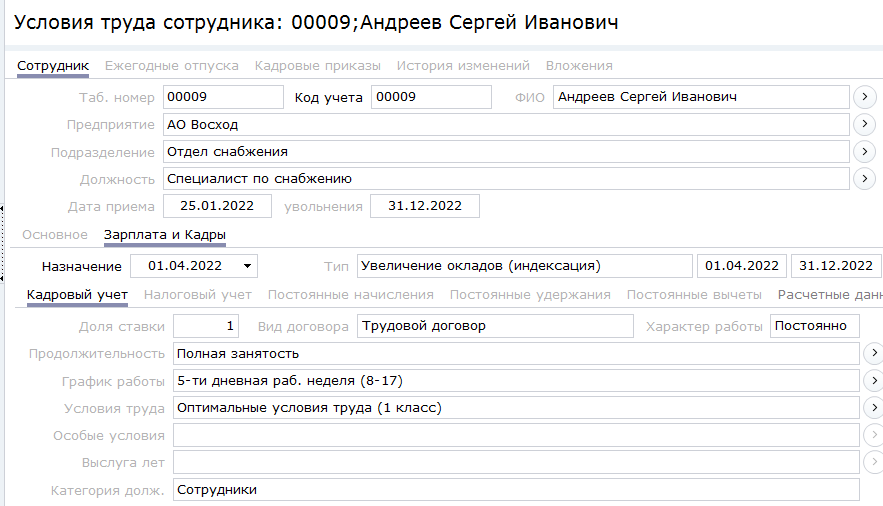 Условия труда сотрудника: 00009;Андреев Сергей Иванович
Сотрудник Ежегодные отпуска Кадровые приказы История изменений Вложения
Таб. номер 00009 Код учета 00009 ФИО Андреев Сергей Иванович
Предприятие АО Восход
Подразделение Отдел снабжения
Должность Специалист по снабжению
Дата приема 25.01.2022 увольнения 31.12.2022
Основное Зарплата и Кадры
Назначение 01.04.2022 Тип Увеличение окладов (индексация) 01.04.2022 31.12.2022
Кадровый учет Налоговый учет Постоянные начисления Постоянные удержания Постоянные вычеты Расчетные дан
Доля ставки 1 Вид договора Трудовой договор Характер работы Постоянно
Продолжительность Полная занятость
График работы 5-ти дневная раб. неделя (8-17)
Условия труда Оптимальные условия труда (1 класс)
Особые условия
Выслуга лет
Категория долж. Сотрудники